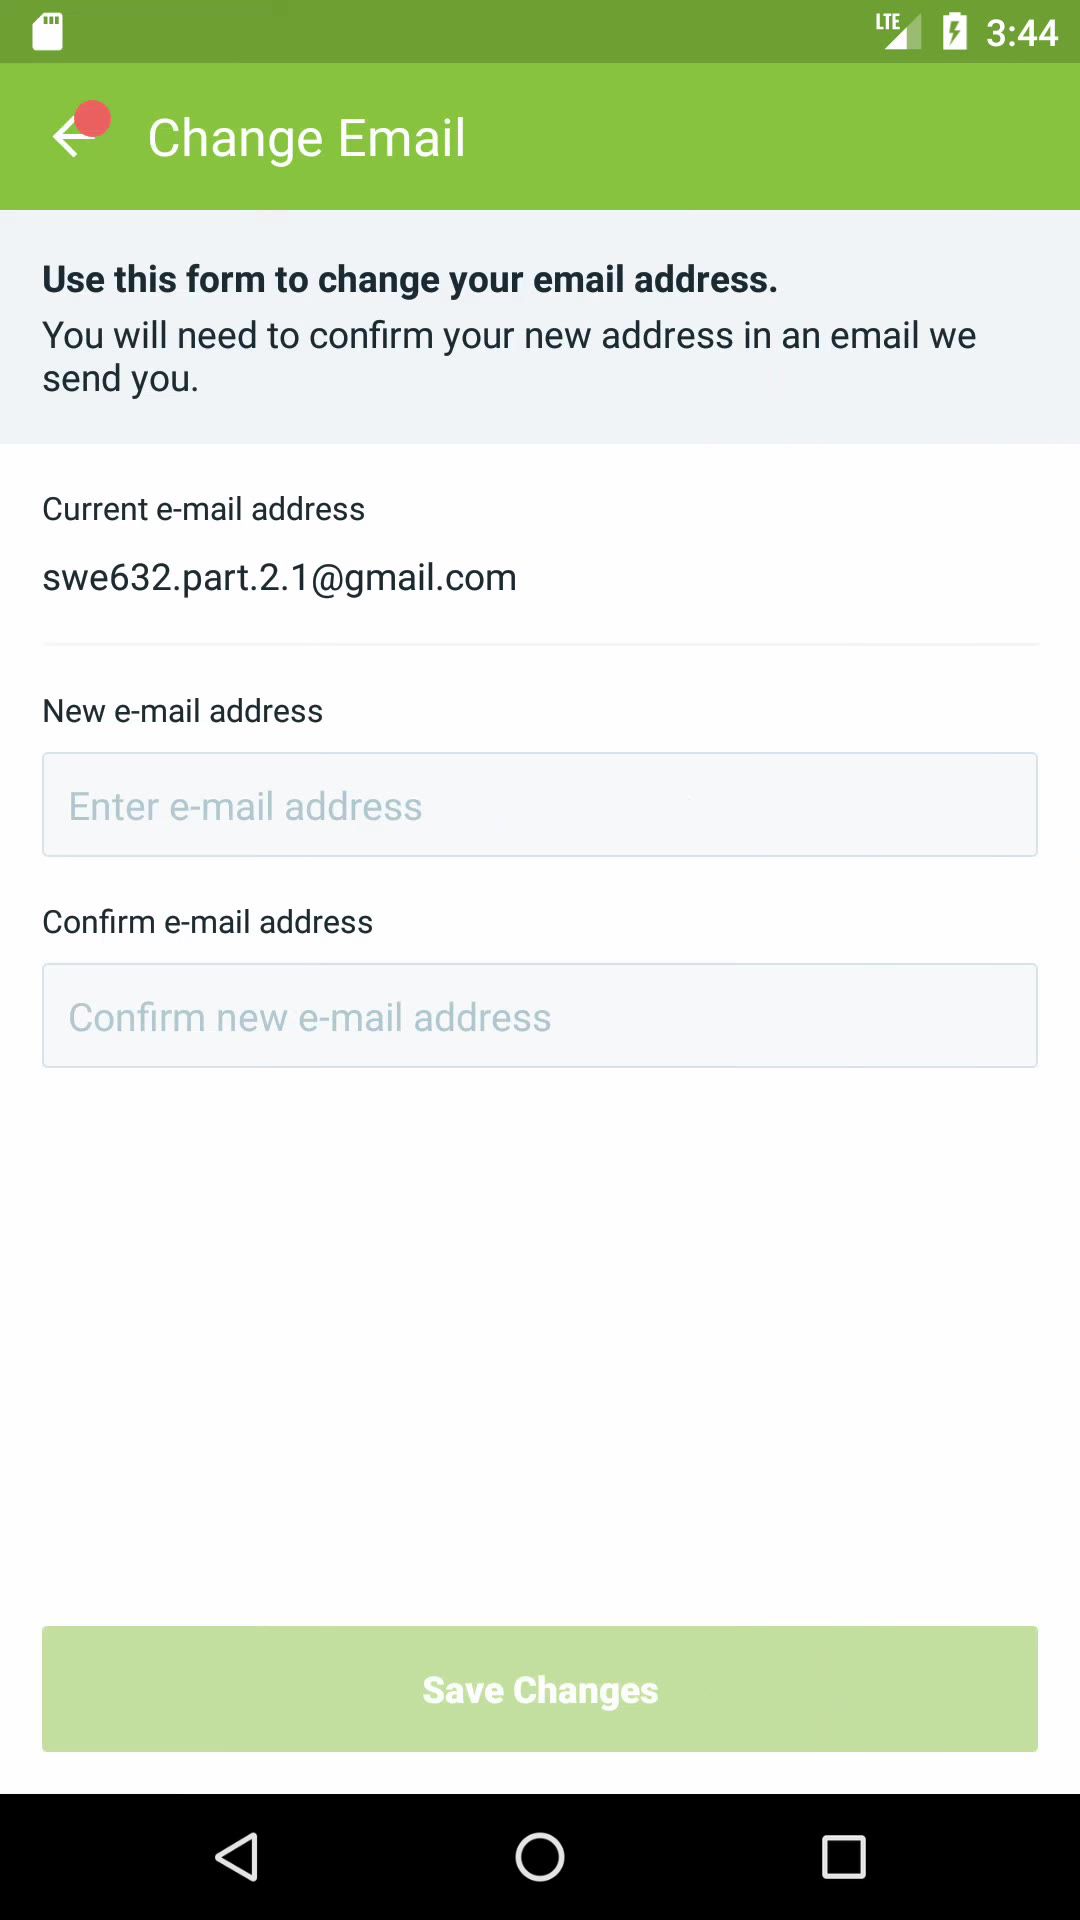 LTE 3:44
Change Email
Use this form to change your email address.
You will need to confirm your new address in an email we
send you.
Current e-mail address
swe632.part.2.1@gmail.com
New e-mail address
Enter e-mail address
Confirm e-mail address
Confirm new e-mail address
Save Changes